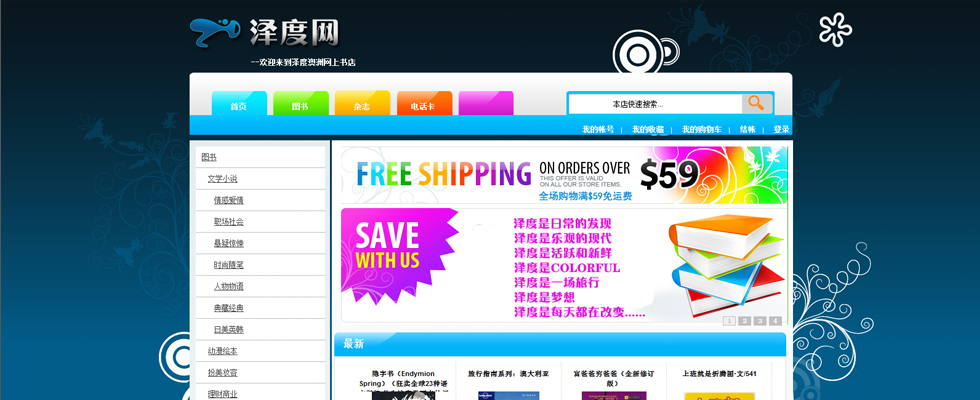 泽度网
--欢迎来到泽度澳洲网上书店
首页
图书
杂志
电话卡
本店快速搜索...
我的帐号 | 我的收藏 | 我的购物车 | 结帐 | 登录
图书
文学小说
情感爱情
职场社会
悬疑惊悚
时尚随笔
人物物语
典藏经典
日美英韩
动漫绘本
扮美妆容
理财商业
FREE SHIPPING ON ORDERS OVER $59
THIS OFFER IS VALID
ON ALL OUR STORE ITEMS.
全场购物满$59免运费
SAVE
WITH US
泽度是日常的发现
泽度是乐观的现代
泽度是活跃和新鲜
泽度是COLORFUL
泽度是一场旅行
泽度是梦想
泽度是每天都在改变......
1 2 3 4
最新
隐字书（Endymion
Spring）（狂卖全球23种语
旅行指南系列：澳大利亚
富爸爸穷爸爸（全新修订
版）
上班就是折腾团·文/541